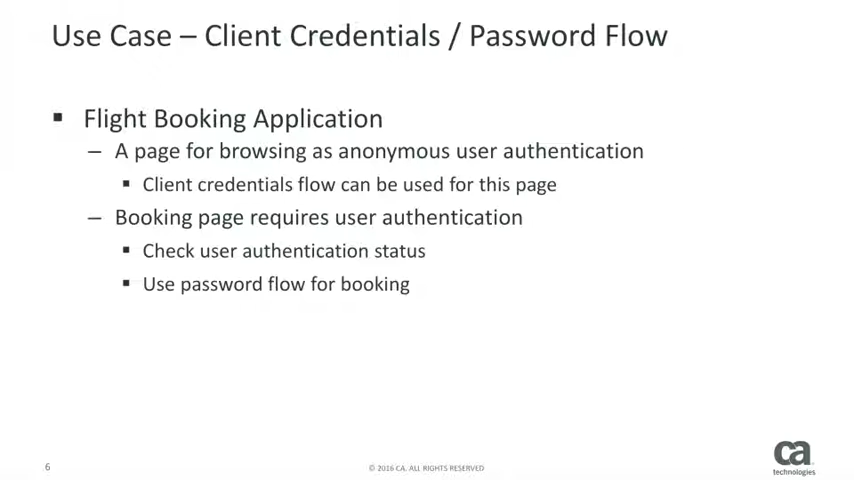 Use Case – Client Credentials / Password Flow
▪ Flight Booking Application
– A page for browsing as anonymous user authentication
▪ Client credentials flow can be used for this page
– Booking page requires user authentication
▪ Check user authentication status
▪ Use password flow for booking
6
© 2016 CA. ALL RIGHTS RESERVED
ca
technologies